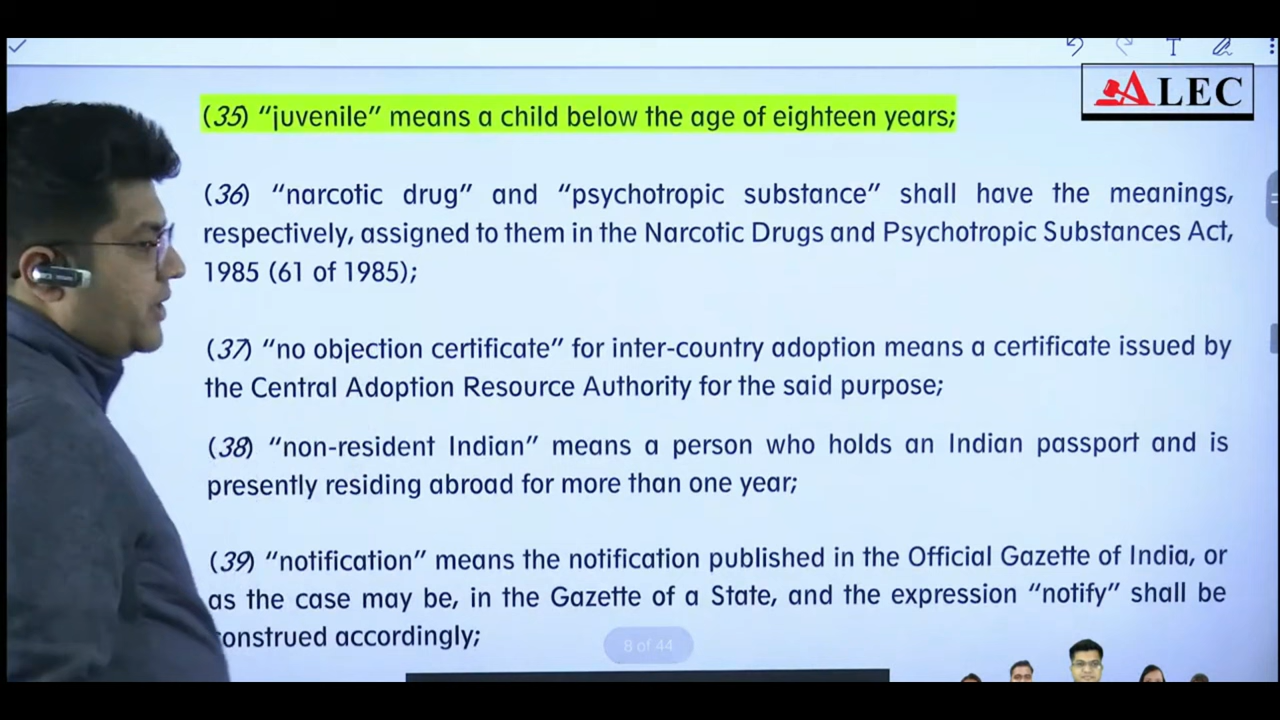 ALEC
(35) “juvenile” means a child below the age of eighteen years;
(36) “narcotic drug” and “psychotropic substance” shall have the meanings,
respectively, assigned to them in the Narcotic Drugs and Psychotropic Substances Act,
1985 (61 of 1985);
(37) “no objection certificate” for inter-country adoption means a certificate issued by
the Central Adoption Resource Authority for the said purpose;
(38) “non-resident Indian” means a person who holds an Indian passport and is
presently residing abroad for more than one year;
(39) “notification” means the notification published in the Official Gazette of India, or
as the case may be, in the Gazette of a State, and the expression “notify” shall be
construed accordingly;
8 of 44